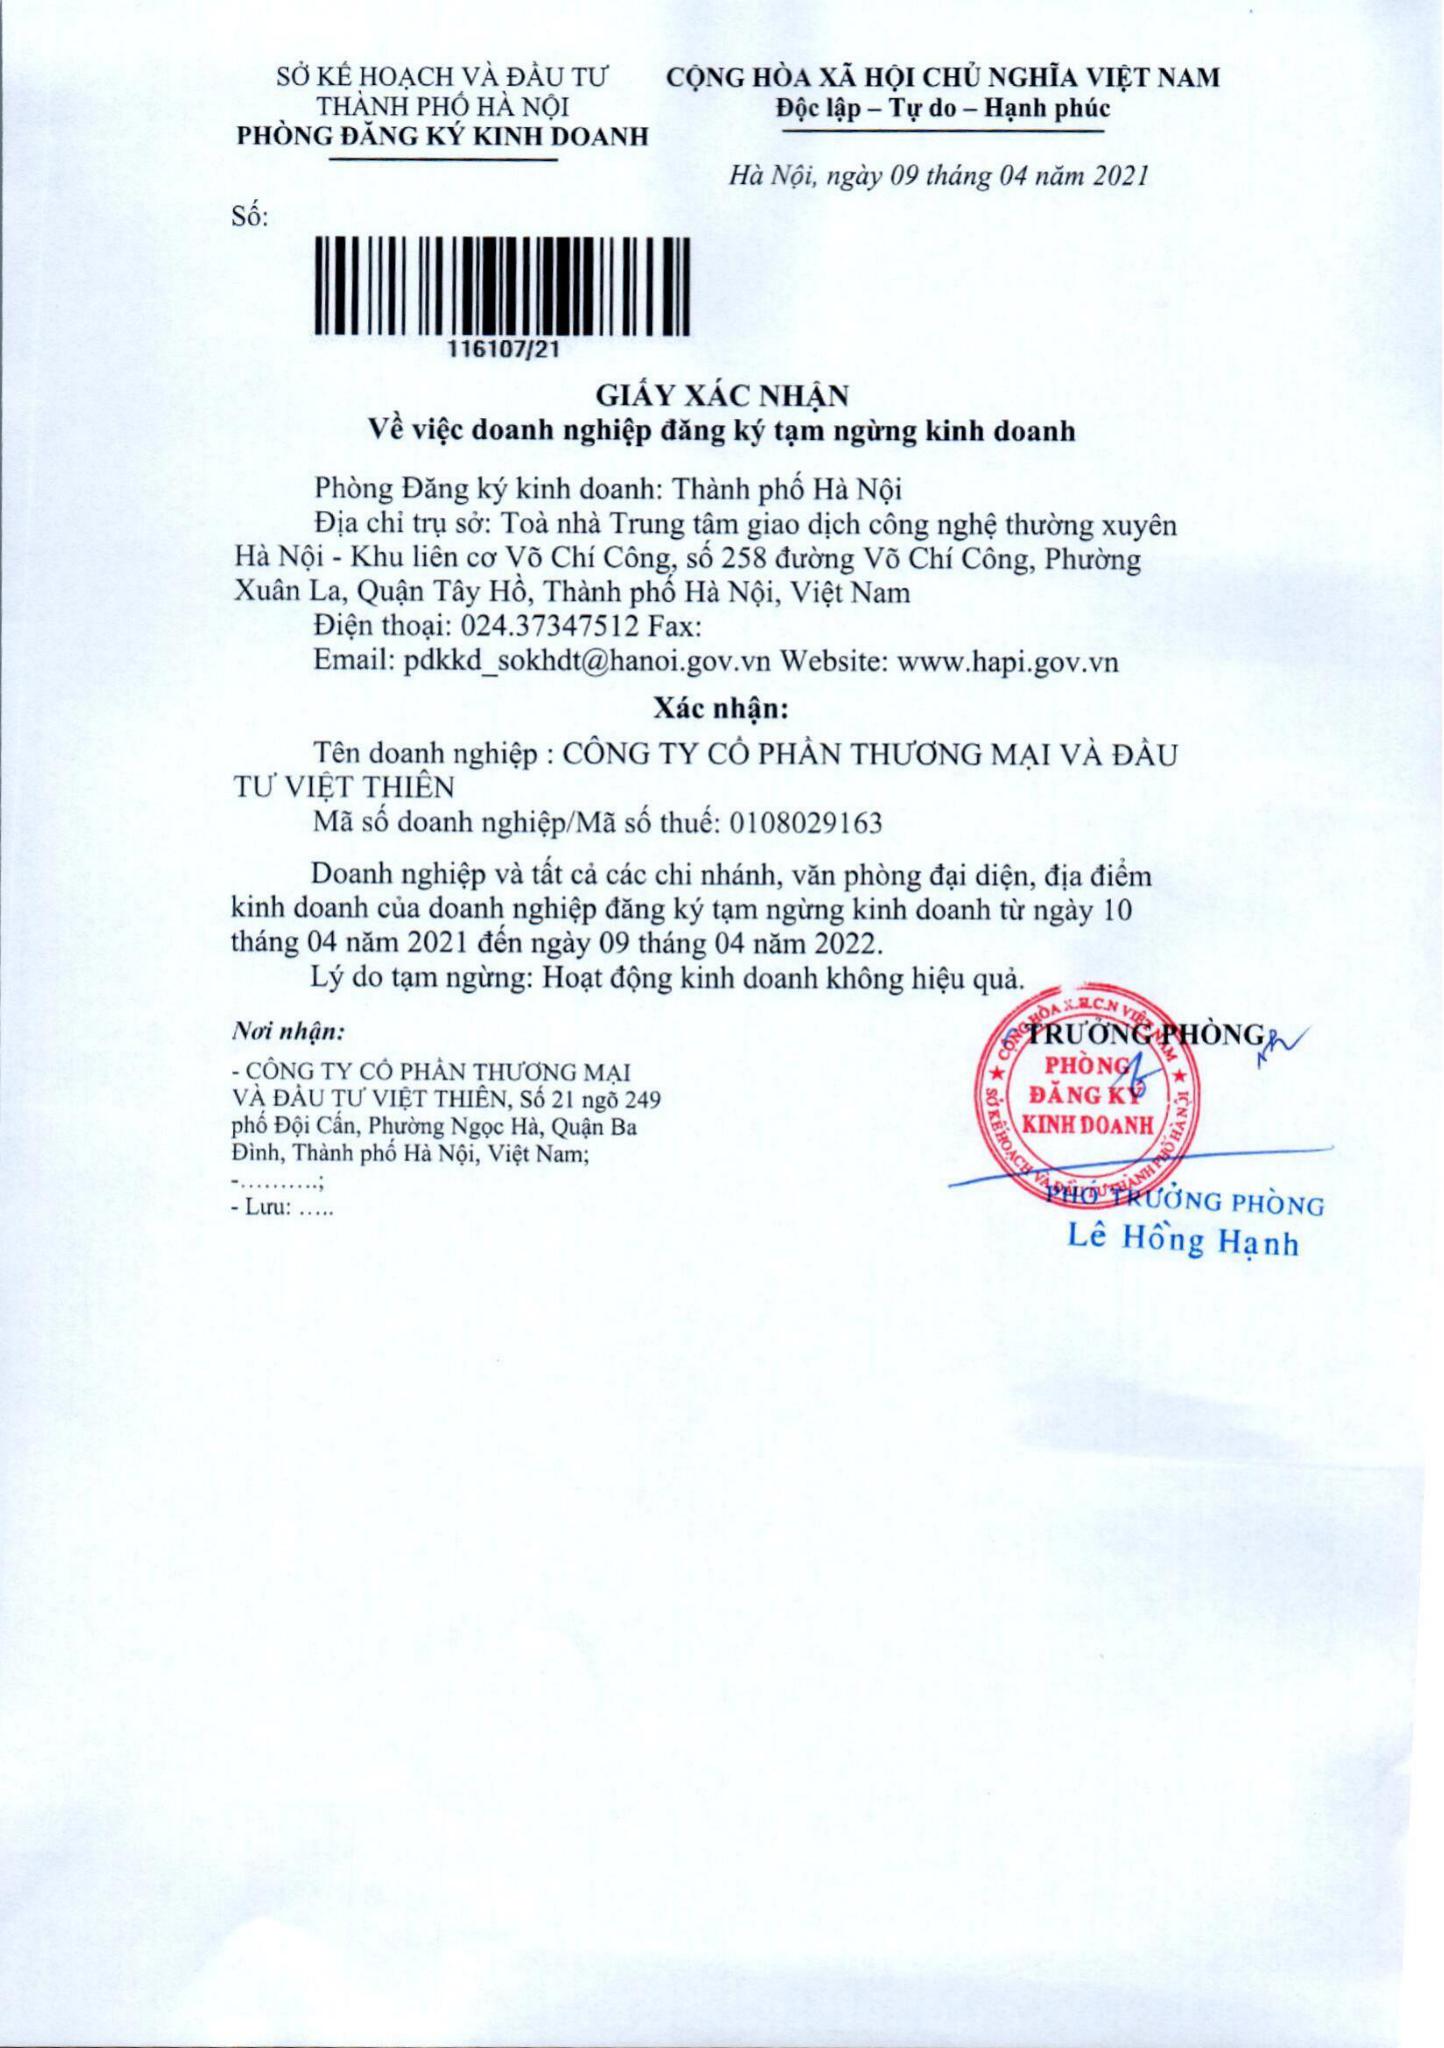 SỞ KẾ HOẠCH VÀ ĐẦU TƯ
THÀNH PHỐ HÀ NỘI
PHÒNG ĐĂNG KÝ KINH DOANH
CỘNG HÒA XÃ HỘI CHỦ NGHĨA VIỆT NAM
Độc lập – Tự do – Hạnh phúc
Hà Nội, ngày 09 tháng 04 năm 2021
Số:
116107/21
GIẤY XÁC NHẬN
Về việc doanh nghiệp đăng ký tạm ngừng kinh doanh
Phòng Đăng ký kinh doanh: Thành phố Hà Nội
Địa chỉ trụ sở: Toà nhà Trung tâm giao dịch công nghệ thường xuyên
Hà Nội - Khu liên cơ Võ Chí Công, số 258 đường Võ Chí Công, Phường
Xuân La, Quận Tây Hồ, Thành phố Hà Nội, Việt Nam
Điện thoại: 024.37347512 Fax:
Email: pdkkd_sokhdt@hanoi.gov.vn Website: www.hapi.gov.vn
Xác nhận:
Tên doanh nghiệp : CÔNG TY CỔ PHẦN THƯƠNG MẠI VÀ ĐẦU
TƯ VIỆT THIÊN
Mã số doanh nghiệp/Mã số thuế: 0108029163
Doanh nghiệp và tất cả các chi nhánh, văn phòng đại diện, địa điểm
kinh doanh của doanh nghiệp đăng ký tạm ngừng kinh doanh từ ngày 10
tháng 04 năm 2021 đến ngày 09 tháng 04 năm 2022.
Lý do tạm ngừng: Hoạt động kinh doanh không hiệu quả.
Nơi nhận:
- CÔNG TY CỔ PHẦN THƯƠNG MẠI
VÀ ĐẦU TƯ VIỆT THIÊN, Số 21 ngõ 249
phố Đội Cấn, Phường Ngọc Hà, Quận Ba
Đình, Thành phố Hà Nội, Việt Nam;
-..........;
- Lưu: …..
TRƯỞNG PHÒNG
CỘNG HÒA X.H.C.N VIỆT NAM
PHÒNG
ĐĂNG KÝ
KINH DOANH
SỞ KẾ HOẠCH VÀ ĐẦU TƯ THÀNH PHỐ HÀ NỘI
PHÓ TRƯỞNG PHÒNG
Lê Hồng Hạnh